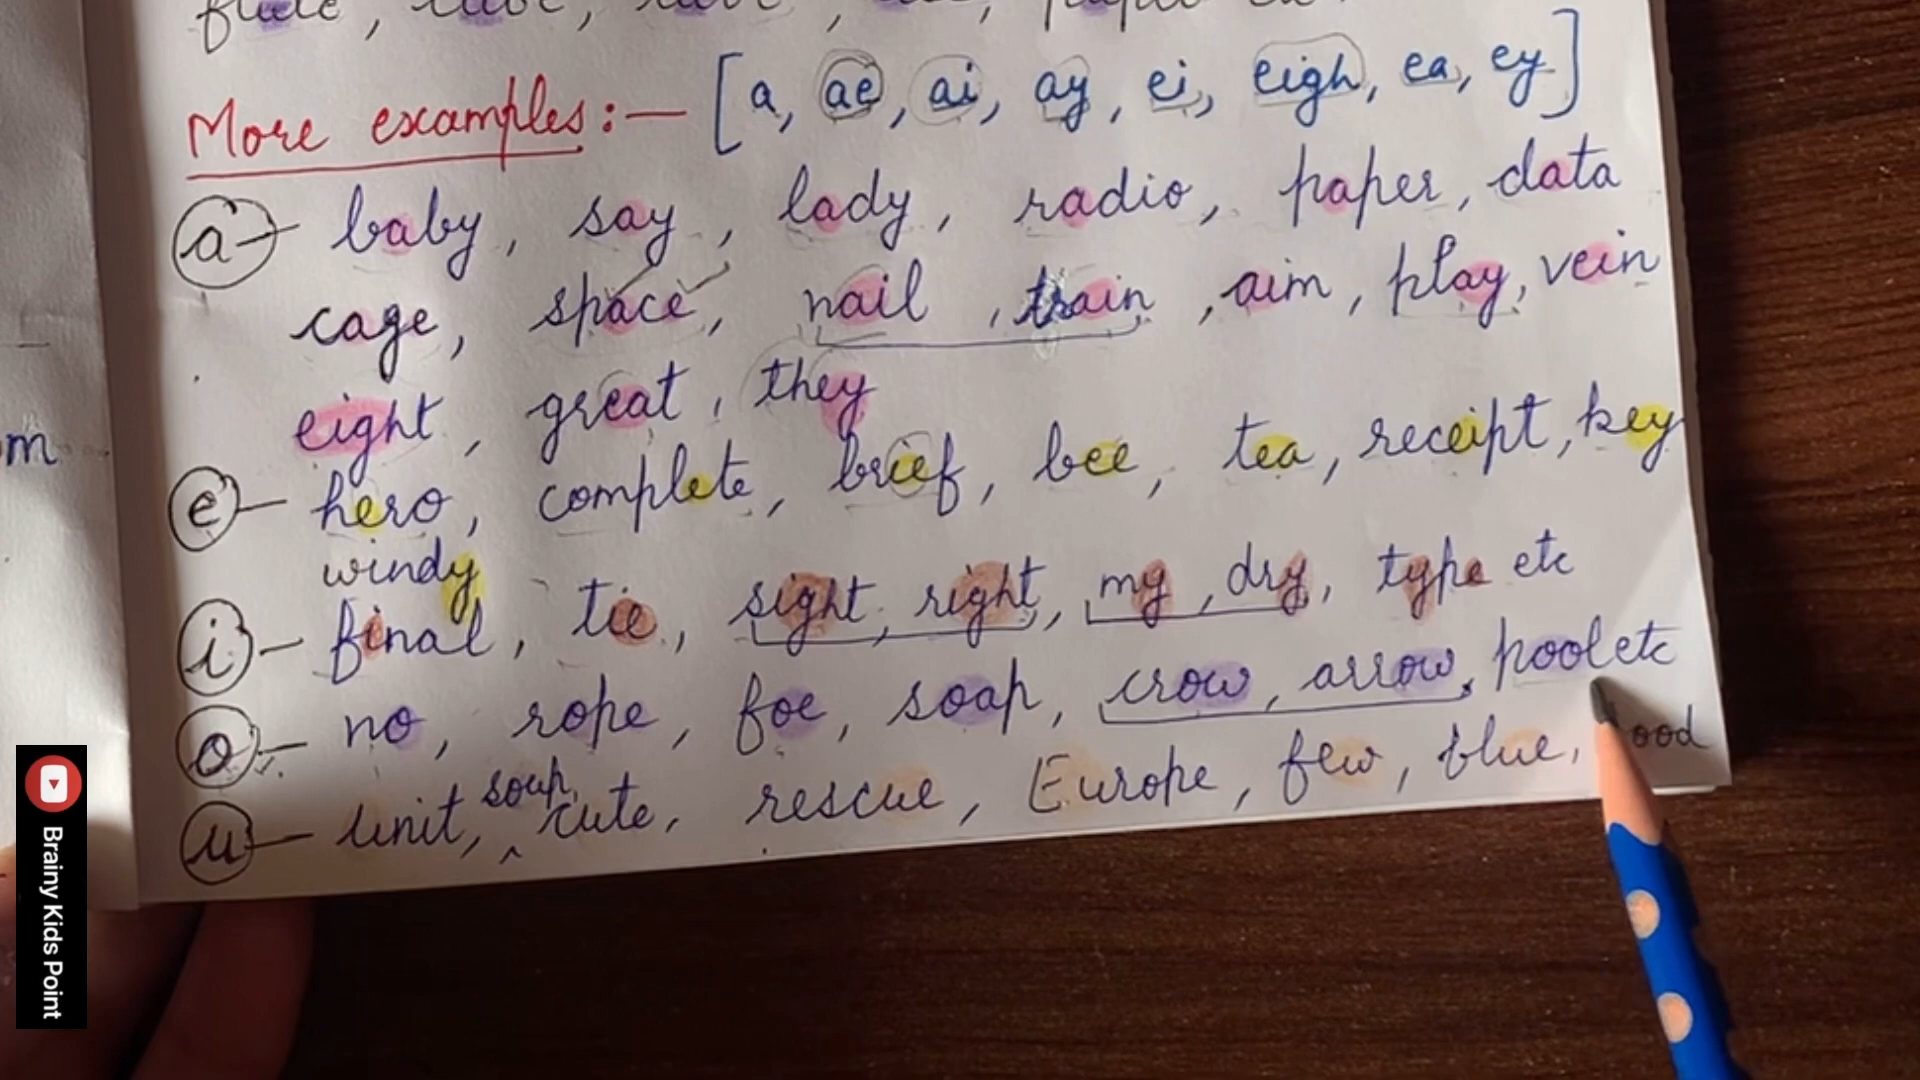 More examples:— [a, ae, ai, ay, ei, eigh, ea, ey]
a— baby, say, lady, radio, paper, data
cage, space, nail, train, aim, play, vein
eight, great, they
e— hero, complete, brief, bee, tea, receipt, key
windy
i— final, tie, sight, right, my, dry, type etc
o— no, rope, foe, soap, crow, arrow, pool etc
u— unit, soup, cute, rescue, Europe, few, blue,
m
Brainy Kids Point